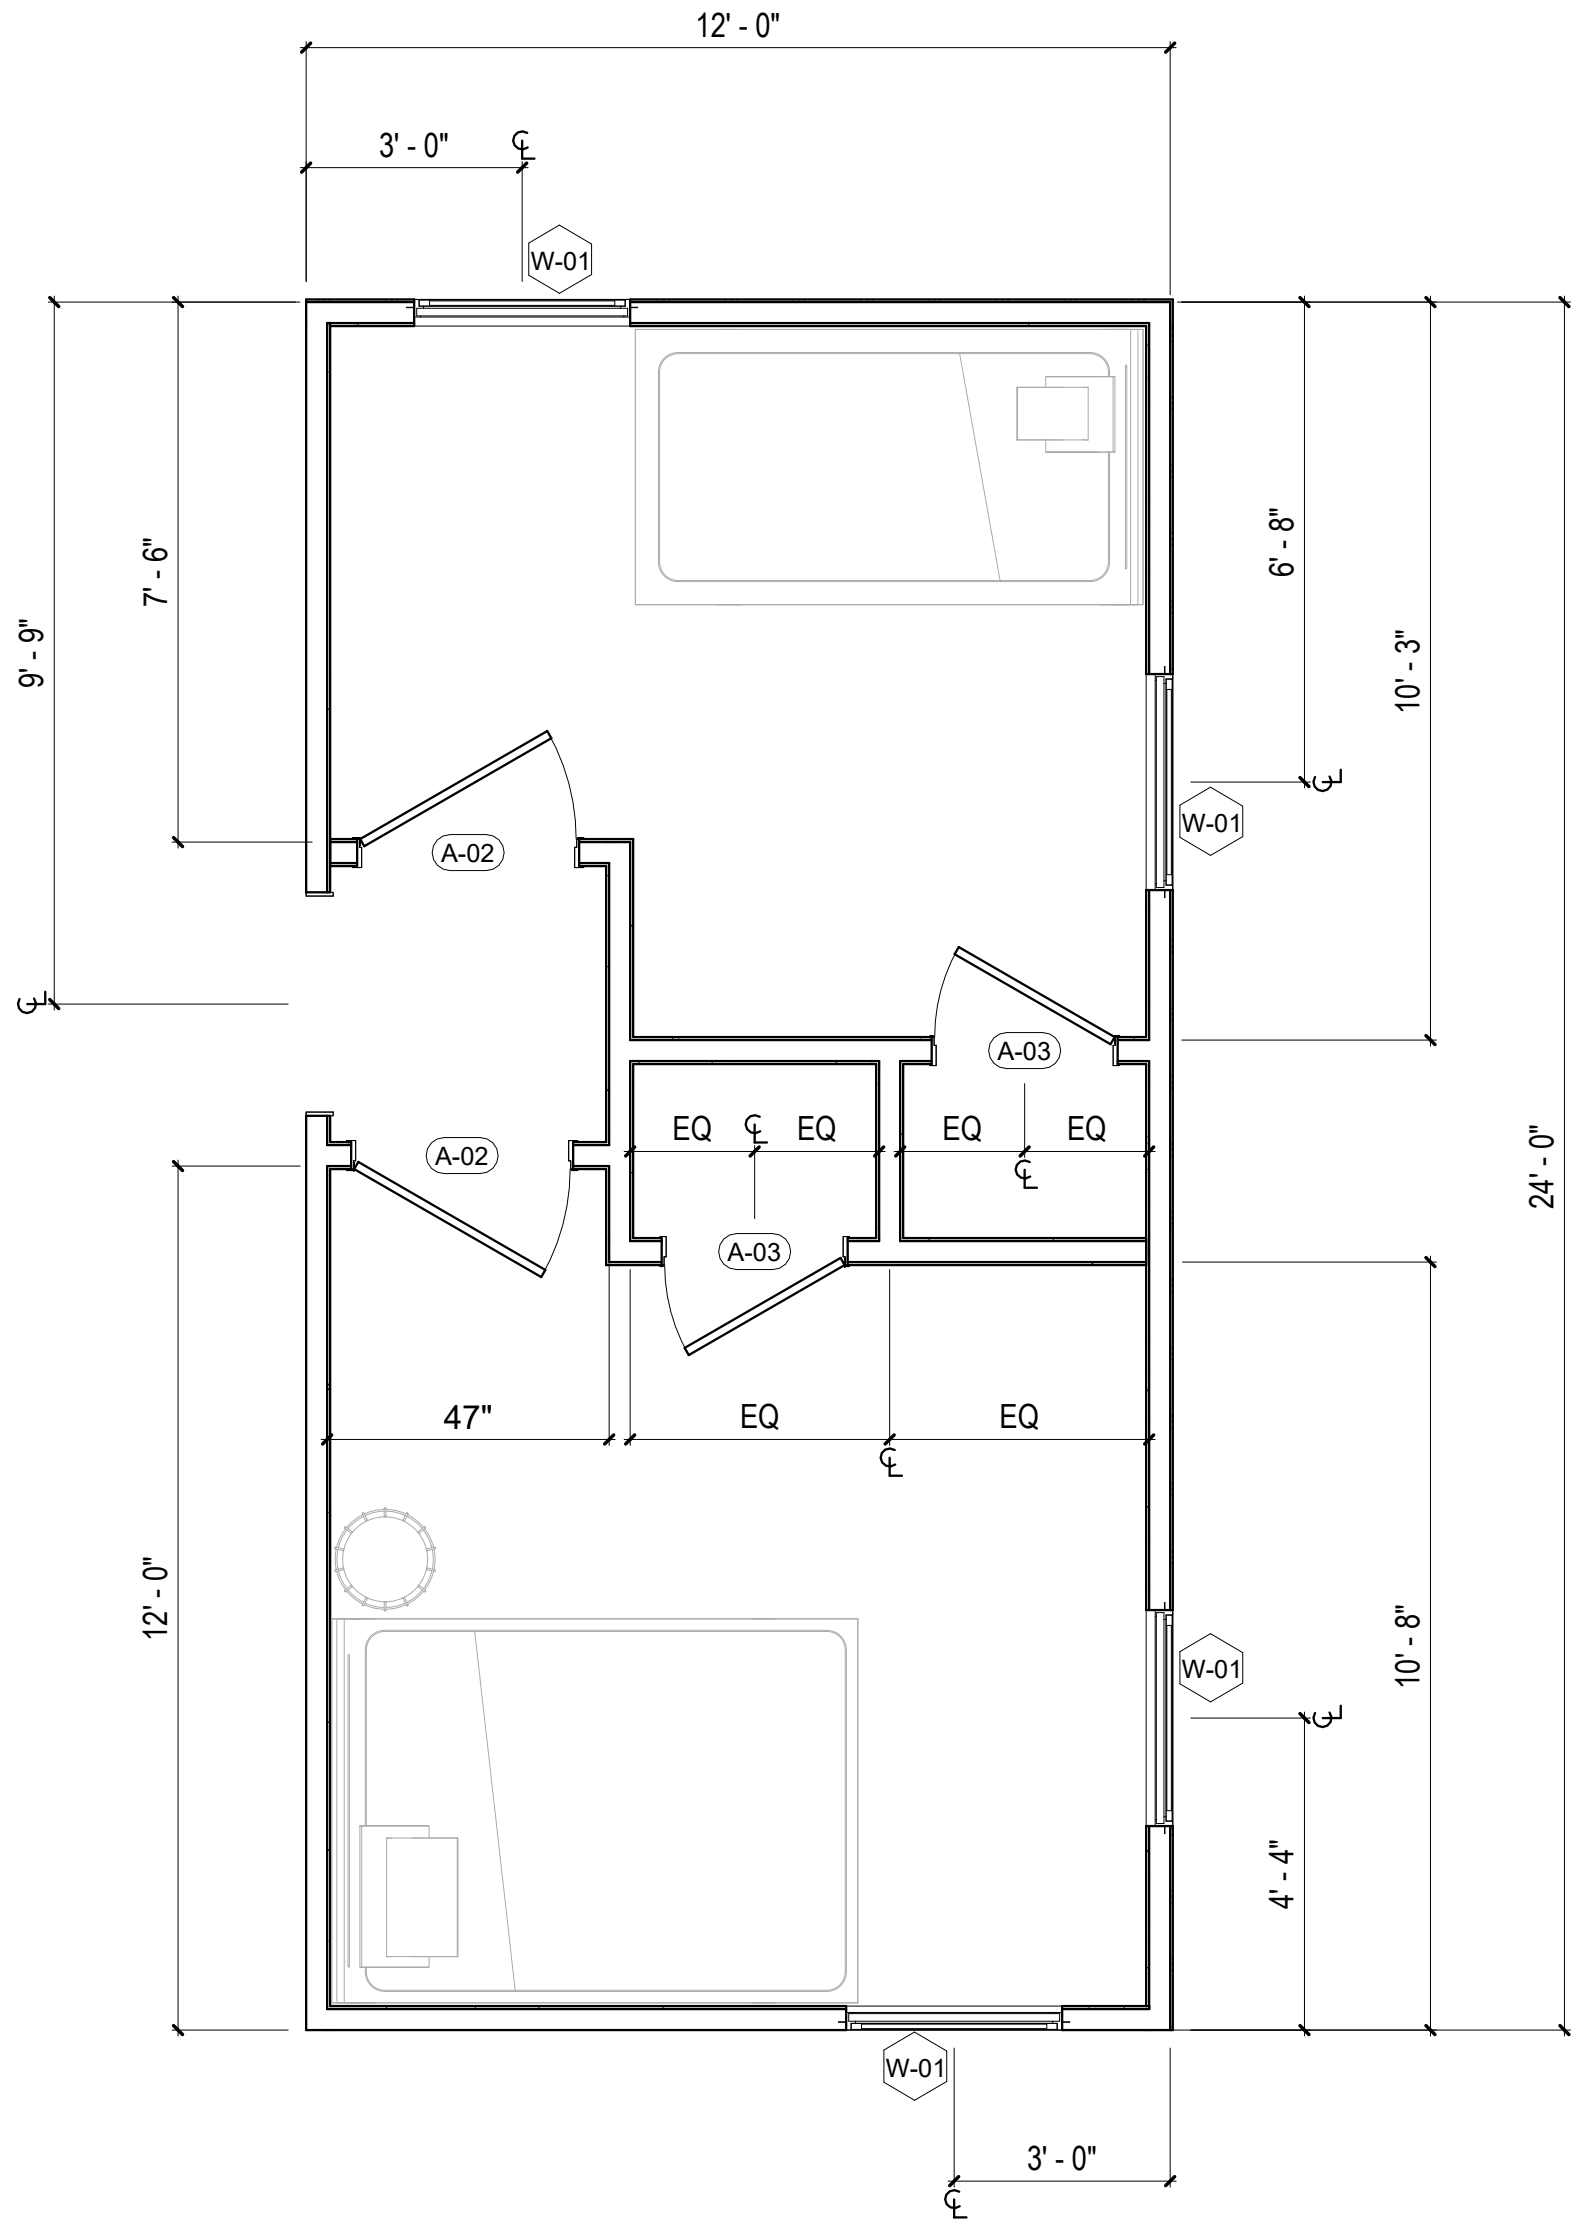 12' - 0"
3' - 0" ℄
W-01
6' - 8"
7' - 6"
9' - 9"
10' - 3"
℄
W-01
A-02
℄
A-03
EQ ℄ EQ
EQ EQ
℄
A-02
24' - 0"
A-03
47"
EQ
EQ
℄
12' - 0"
10' - 8"
W-01
℄
4' - 4"
W-01
3' - 0"
℄